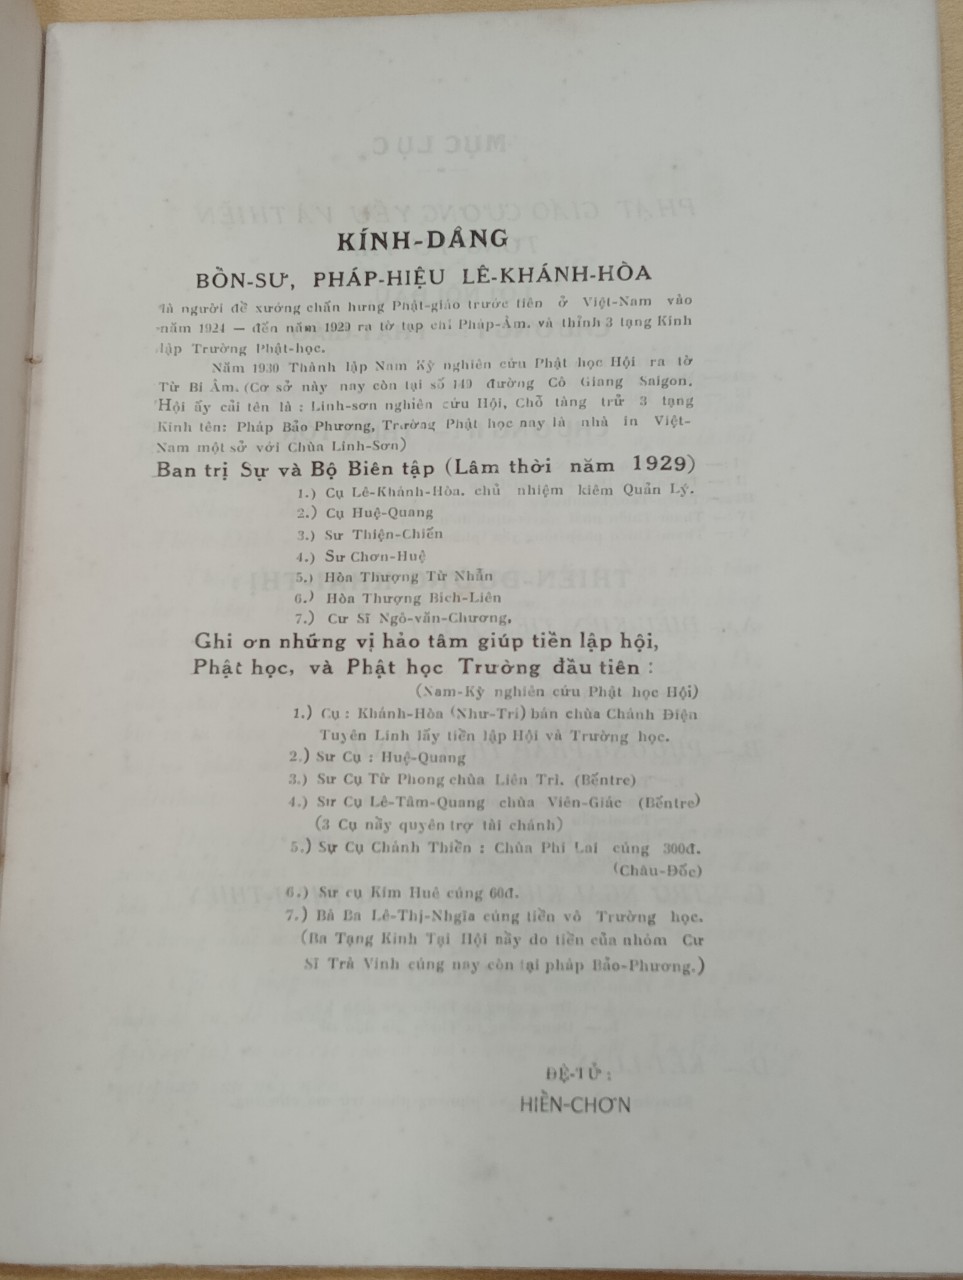 KÍNH-DÂNG
BỒN-SƯ, PHÁP-HIỆU LÊ-KHÁNH-HÒA
là người đề xướng chấn hưng Phật-giáo trước tiên ở Việt-Nam vào
năm 1924 — đến năm 1929 ra tờ tạp chí Pháp-Âm. và thỉnh 3 tạng Kinh
lập Trường Phật-học.
Năm 1930 Thành lập Nam Kỳ nghiên cứu Phật học Hội ra tờ
Từ Bi Âm. (Cơ sở này nay còn tại số 149 đường Cô Giang Saigon.
Hội ấy cải tên là : Linh-sơn nghiên cứu Hội, Chỗ tàng trữ 3 tạng
Kinh tên: Pháp Bảo Phương, Trường Phật học nay là nhà in Việt-
Nam một sở với Chùa Linh-Sơn)
Ban trị Sự và Bộ Biên tập (Lâm thời năm 1929)
1.) Cụ Lê-Khánh-Hòa. chủ nhiệm kiêm Quản Lý.
2.) Cụ Huệ-Quang
3.) Sư Thiện-Chiến
4.) Sư Chơn-Huệ
5.) Hòa Thượng Từ Nhẫn
6.) Hòa Thượng Bích-Liên
7.) Cư Sĩ Ngô-văn-Chương,
Ghi ơn những vị hảo tâm giúp tiền lập hội,
Phật học, và Phật học Trường đầu tiên :
(Nam-Kỳ nghiên cứu Phật học Hội)
1.) Cụ : Khánh-Hòa (Như-Trí) bán chùa Chánh Điện
Tuyên Linh lấy tiền lập Hội và Trường học.
2.) Sư Cụ : Huệ-Quang
3.) Sư Cụ Từ Phong chùa Liên Trì. (Bếntre)
4.) Sư Cụ Lê-Tâm-Quang chùa Viên-Giác (Bếntre)
(3 Cụ nầy quyên trợ tài chánh)
5.) Sự Cụ Chánh Thiền : Chùa Phi Lai cúng 300đ.
(Châu-Đốc)
6.) Sư cụ Kim Huê cúng 60đ.
7.) Bà Ba Lê-Thị-Nhgĩa cúng tiền vô Trường học.
(Ba Tạng Kinh Tại Hội nầy do tiền của nhóm Cư
Sĩ Trà Vinh cúng nay còn tại pháp Bảo-Phương.)
ĐỆ-TỬ :
HIỀN-CHƠN